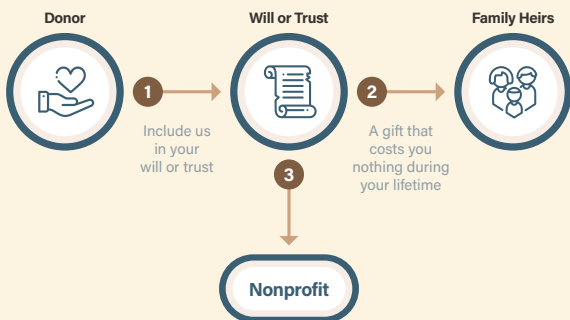 Donor
Will or Trust
Family Heirs
1
2
Include us
in your
will or trust
A gift that
costs you
nothing during
your lifetime
3
Nonprofit